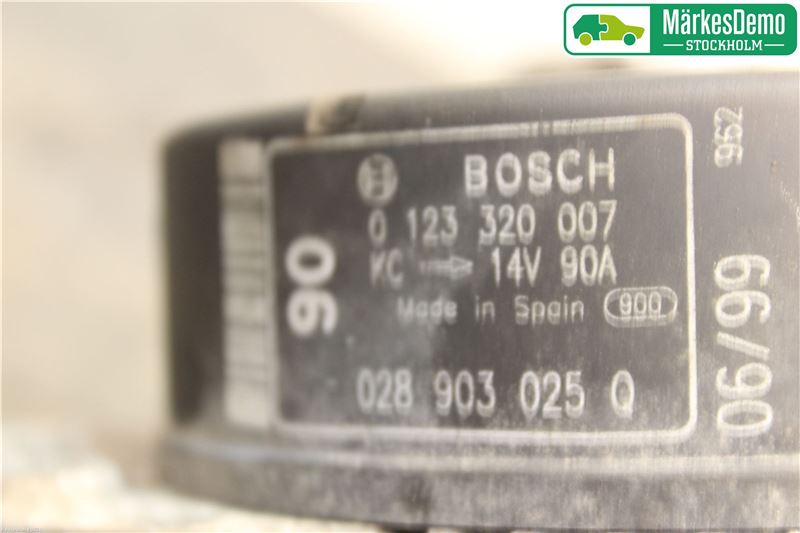 MärkesDemo
STOCKHOLM
BOSCH
0 123 320 007
KC 14V 90A
Made in Spain 900
028 903 025 Q
90
06/99
952